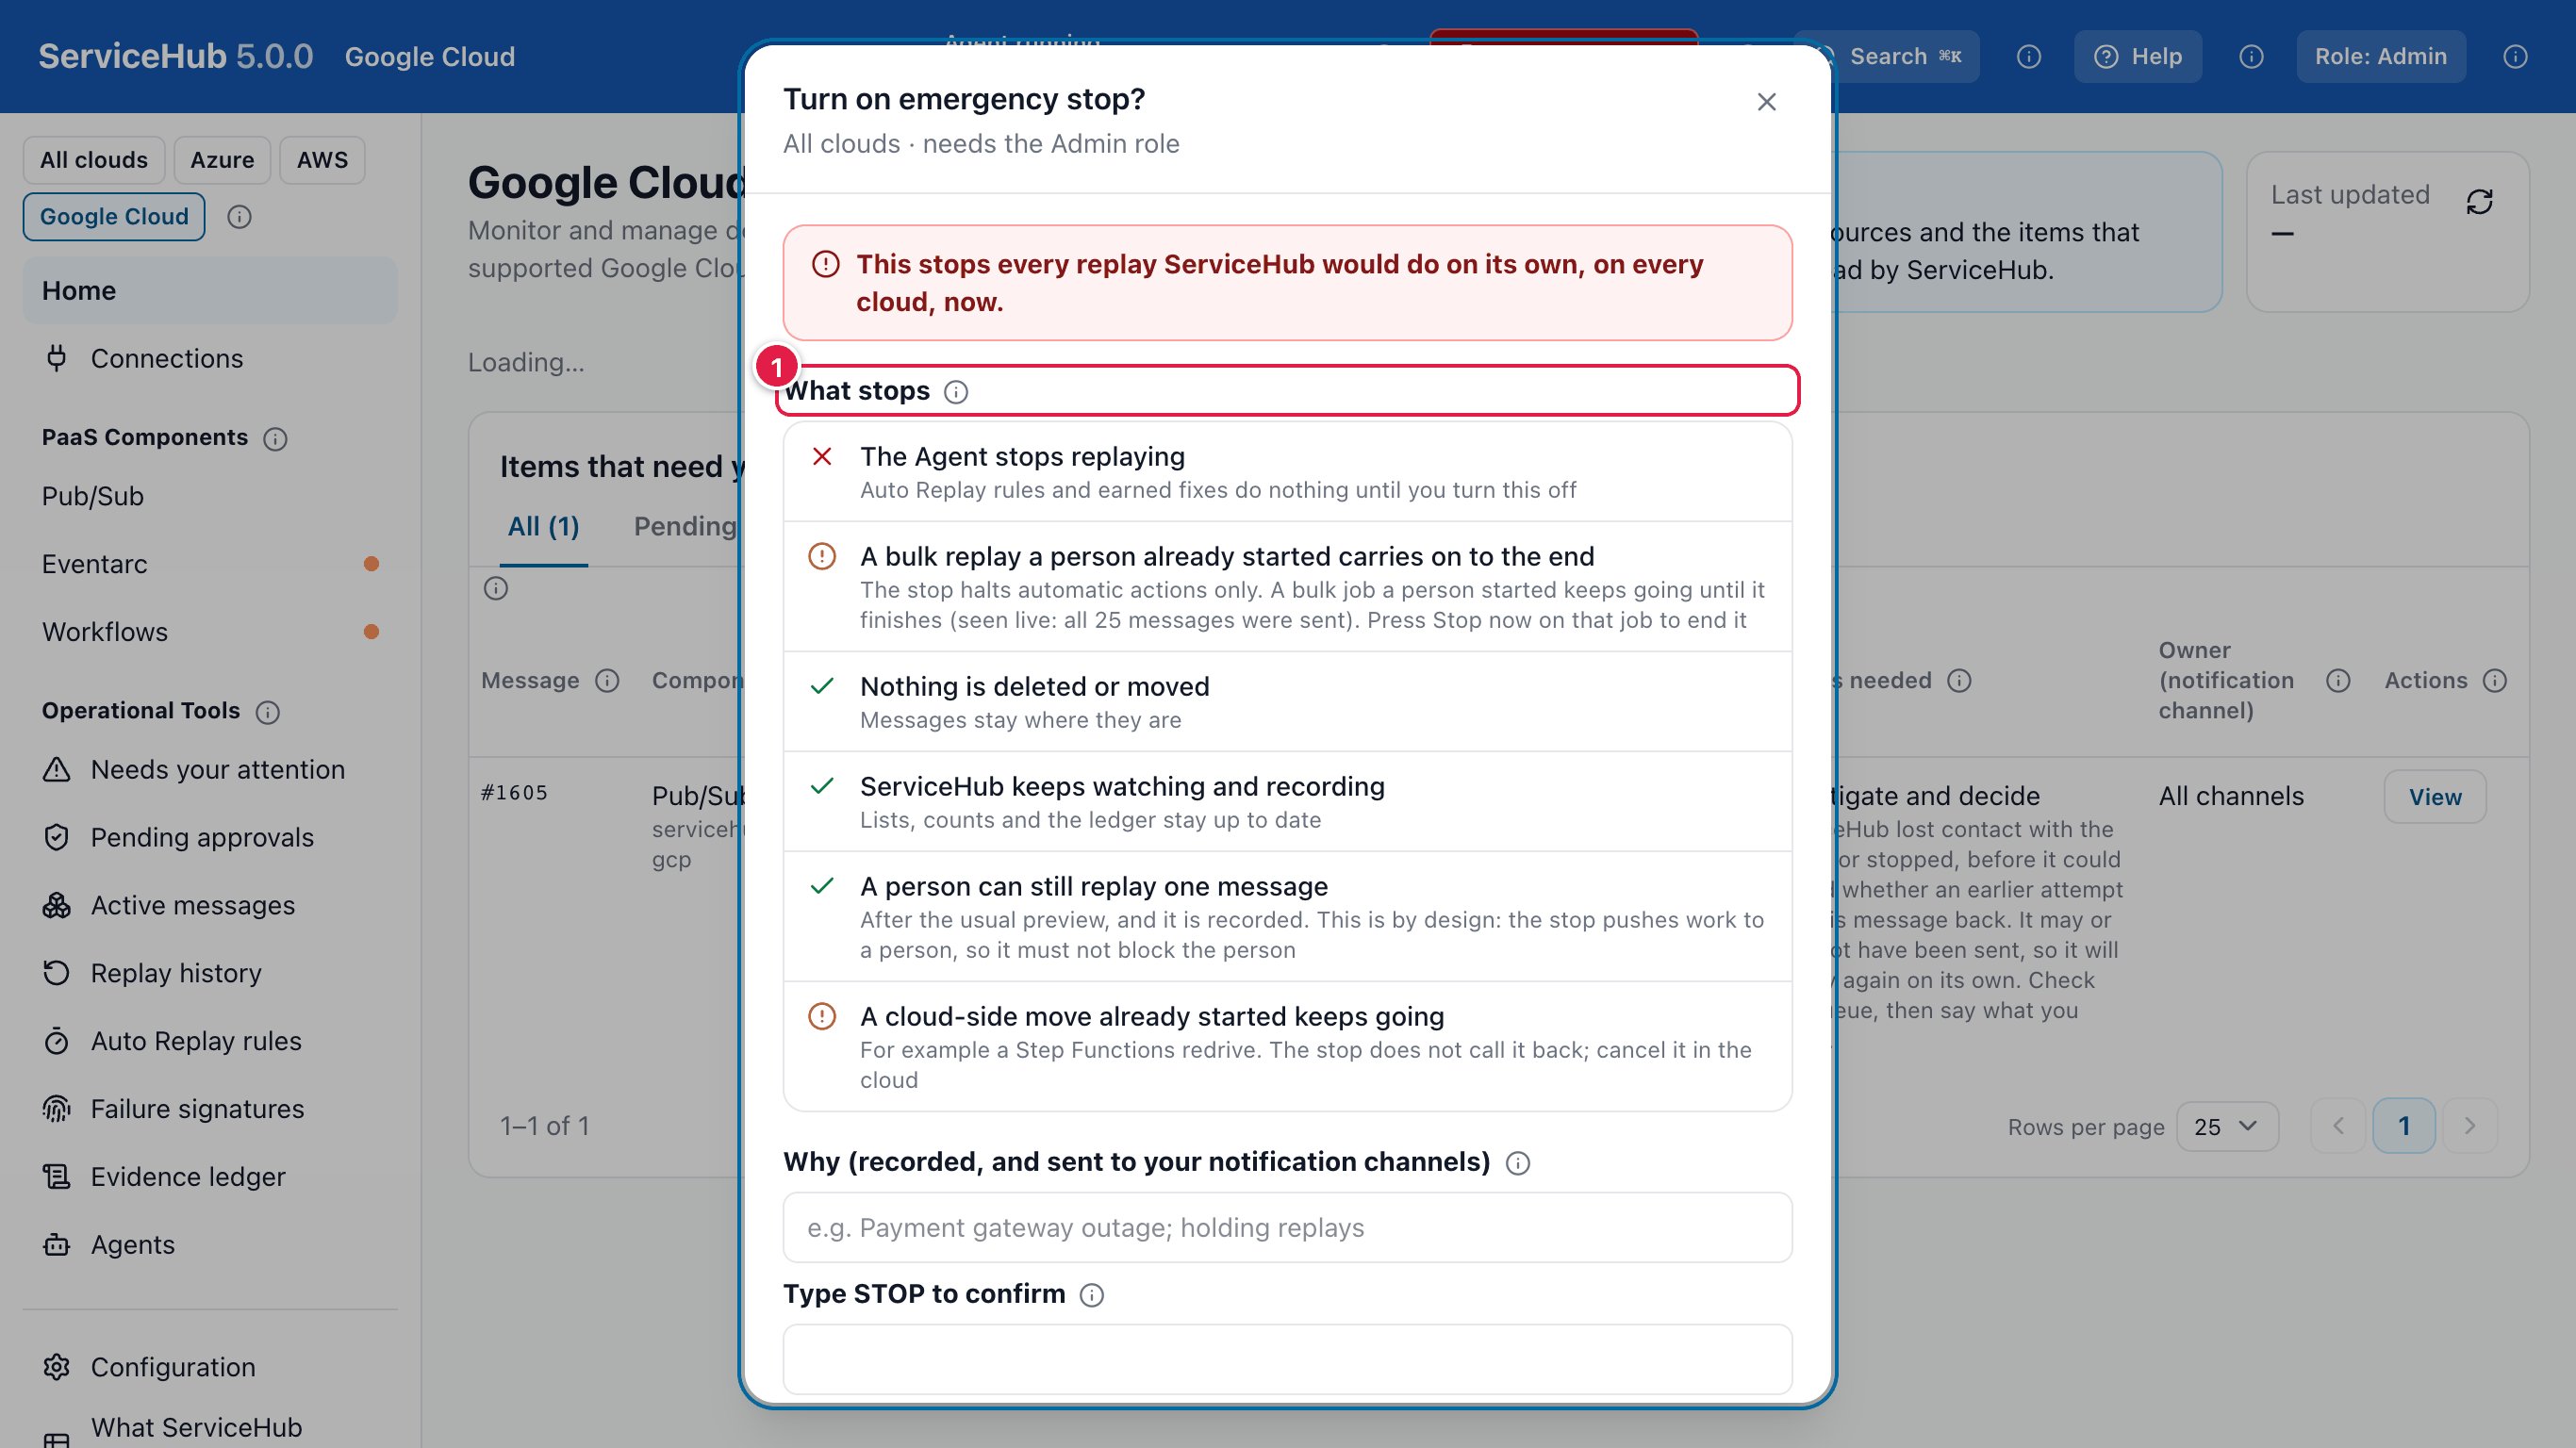 ServiceHub 5.0.0 Google Cloud
Search ⌘K
Help
Role: Admin
All clouds
Azure
AWS
Google Cloud
Home
Connections
PaaS Components
Pub/Sub
Eventarc
Workflows
Operational Tools
Needs your attention
Pending approvals
Active messages
Replay history
Auto Replay rules
Failure signatures
Evidence ledger
Agents
Configuration
What ServiceHub
Google Cloud
Monitor and manage
supported Google
Loading...
Items that need
All (1)
Pending
Message
#1605
Pub/Sub
gcp
1–1 of 1
Turn on emergency stop?
All clouds · needs the Admin role
This stops every replay ServiceHub would do on its own, on every
cloud, now.
1
What stops
The Agent stops replaying
Auto Replay rules and earned fixes do nothing until you turn this off
A bulk replay a person already started carries on to the end
The stop halts automatic actions only. A bulk job a person started keeps going until it
finishes (seen live: all 25 messages were sent). Press Stop now on that job to end it
Nothing is deleted or moved
Messages stay where they are
ServiceHub keeps watching and recording
Lists, counts and the ledger stay up to date
A person can still replay one message
After the usual preview, and it is recorded. This is by design: the stop pushes work to
a person, so it must not block the person
A cloud-side move already started keeps going
For example a Step Functions redrive. The stop does not call it back; cancel it in the
cloud
Why (recorded, and sent to your notification channels)
e.g. Payment gateway outage; holding replays
Type STOP to confirm
and the items that
by ServiceHub.
Last updated
—
needed
Owner
(notification
channel)
Actions
and decide
All channels
View
lost contact with the
or stopped, before it could
whether an earlier attempt
message back. It may or
have been sent, so it will
again on its own. Check
then say what you
Rows per page
25
1